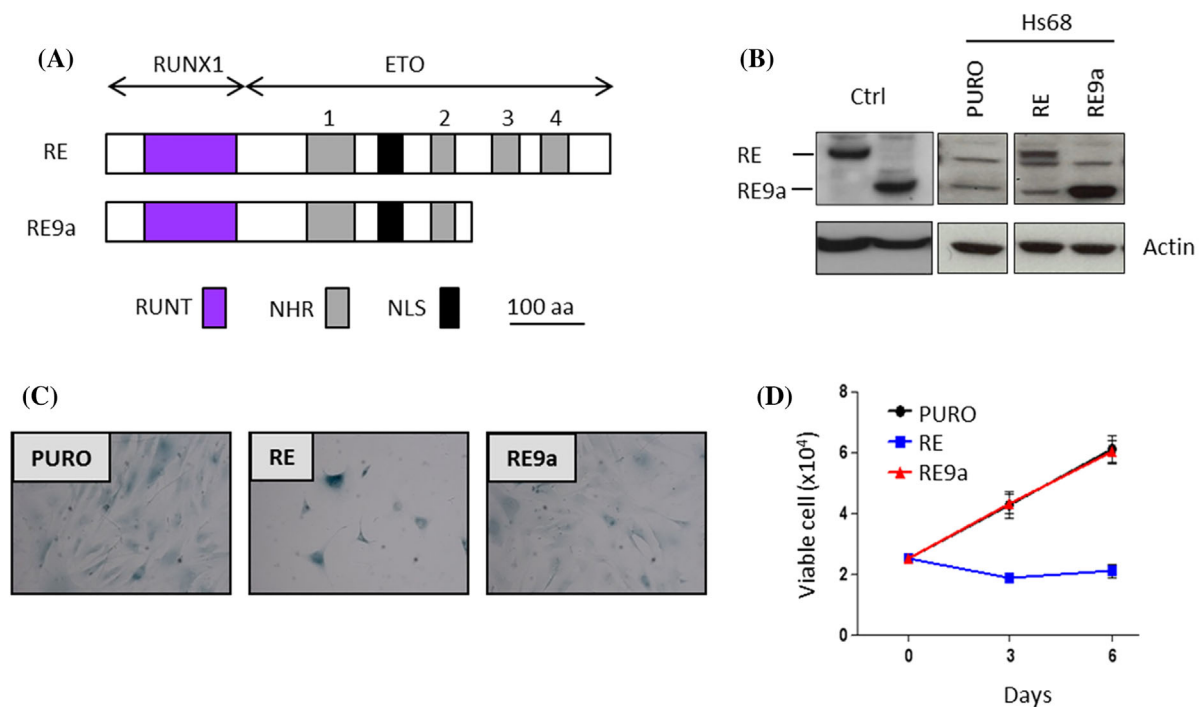 (A)
RUNX1 ETO
1 2 3 4
RE
RE9a
RUNT NHR NLS 100 aa
(B)
Hs68
Ctrl PURO RE RE9a
RE
RE9a
Actin
(C)
PURO RE RE9a
(D)
8
6
4
2
0
Viable cell (x10⁴)
PURO
RE
RE9a
0 3 6
Days